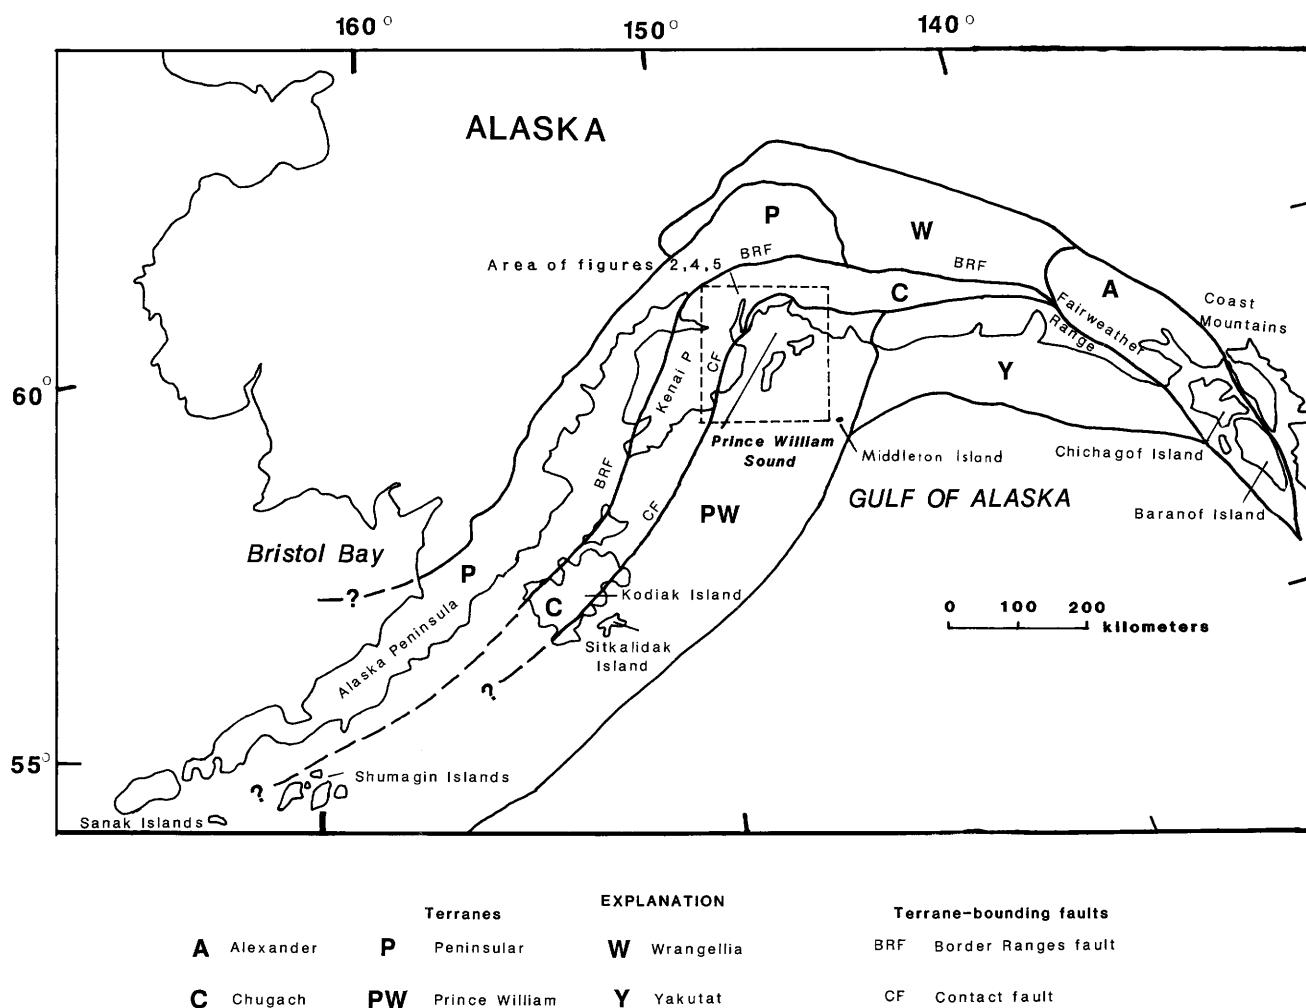 160°
150°
140°
ALASKA
P
W
BRF
BRF
Area of figures 2,4,5
C
A
Coast
Mountains
Fairweather
Range
60°
Kenai P
CF
Y
Prince William
Sound
Middleton Island
Chichagof Island
BRF
CF
PW
GULF OF ALASKA
Baranof Island
Bristol Bay
P
?
C
Kodiak Island
0 100 200
kilometers
Sitkalidak
Island
Alaska Peninsula
?
55°
?
Shumagin Islands
Sanak Islands
EXPLANATION
Terranes
Terrane-bounding faults
A Alexander P Peninsular W Wrangellia BRF Border Ranges fault
C Chugach PW Prince William Y Yakutat CF Contact fault